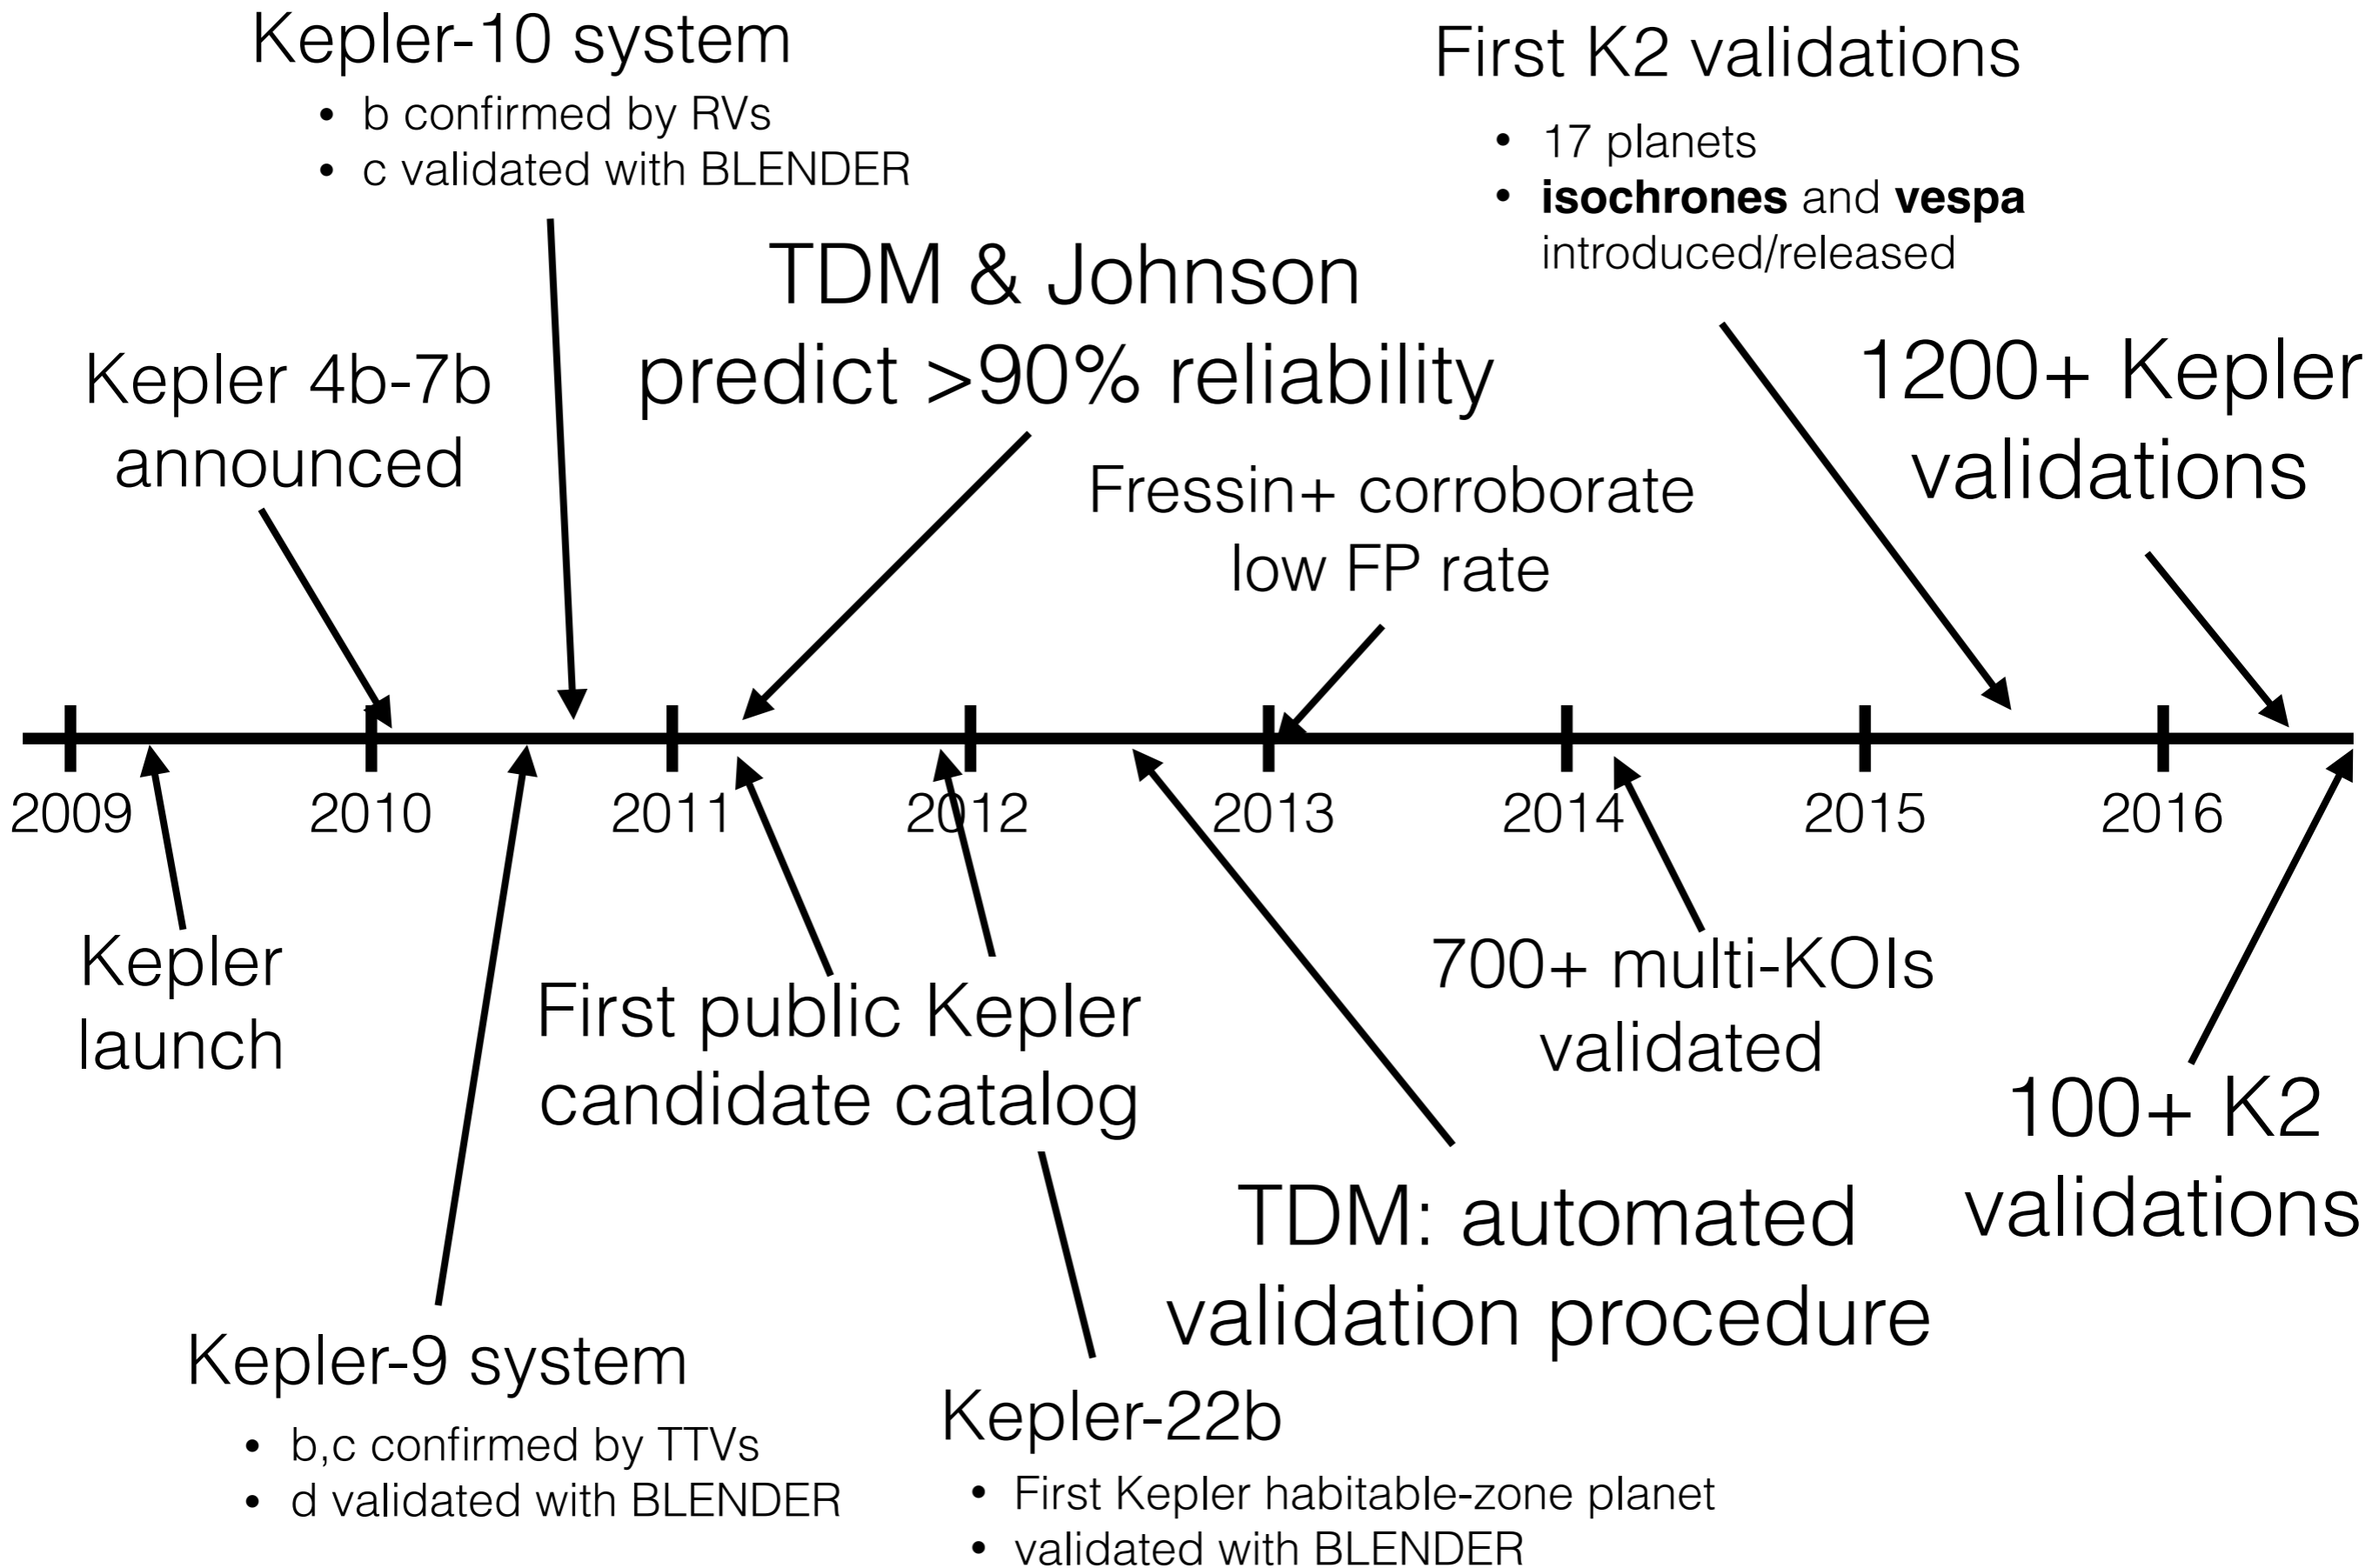 Kepler-10 system
• b confirmed by RVs
• c validated with BLENDER
First K2 validations
• 17 planets
• isochrones and vespa
introduced/released
TDM & Johnson
predict >90% reliability
Kepler 4b-7b
announced
1200+ Kepler
validations
Fressin+ corroborate
low FP rate
2009
2010
2011
2012
2013
2014
2015
2016
Kepler
launch
First public Kepler
candidate catalog
700+ multi-KOIs
validated
100+ K2
validations
TDM: automated
validation procedure
Kepler-9 system
• b,c confirmed by TTVs
• d validated with BLENDER
Kepler-22b
• First Kepler habitable-zone planet
• validated with BLENDER